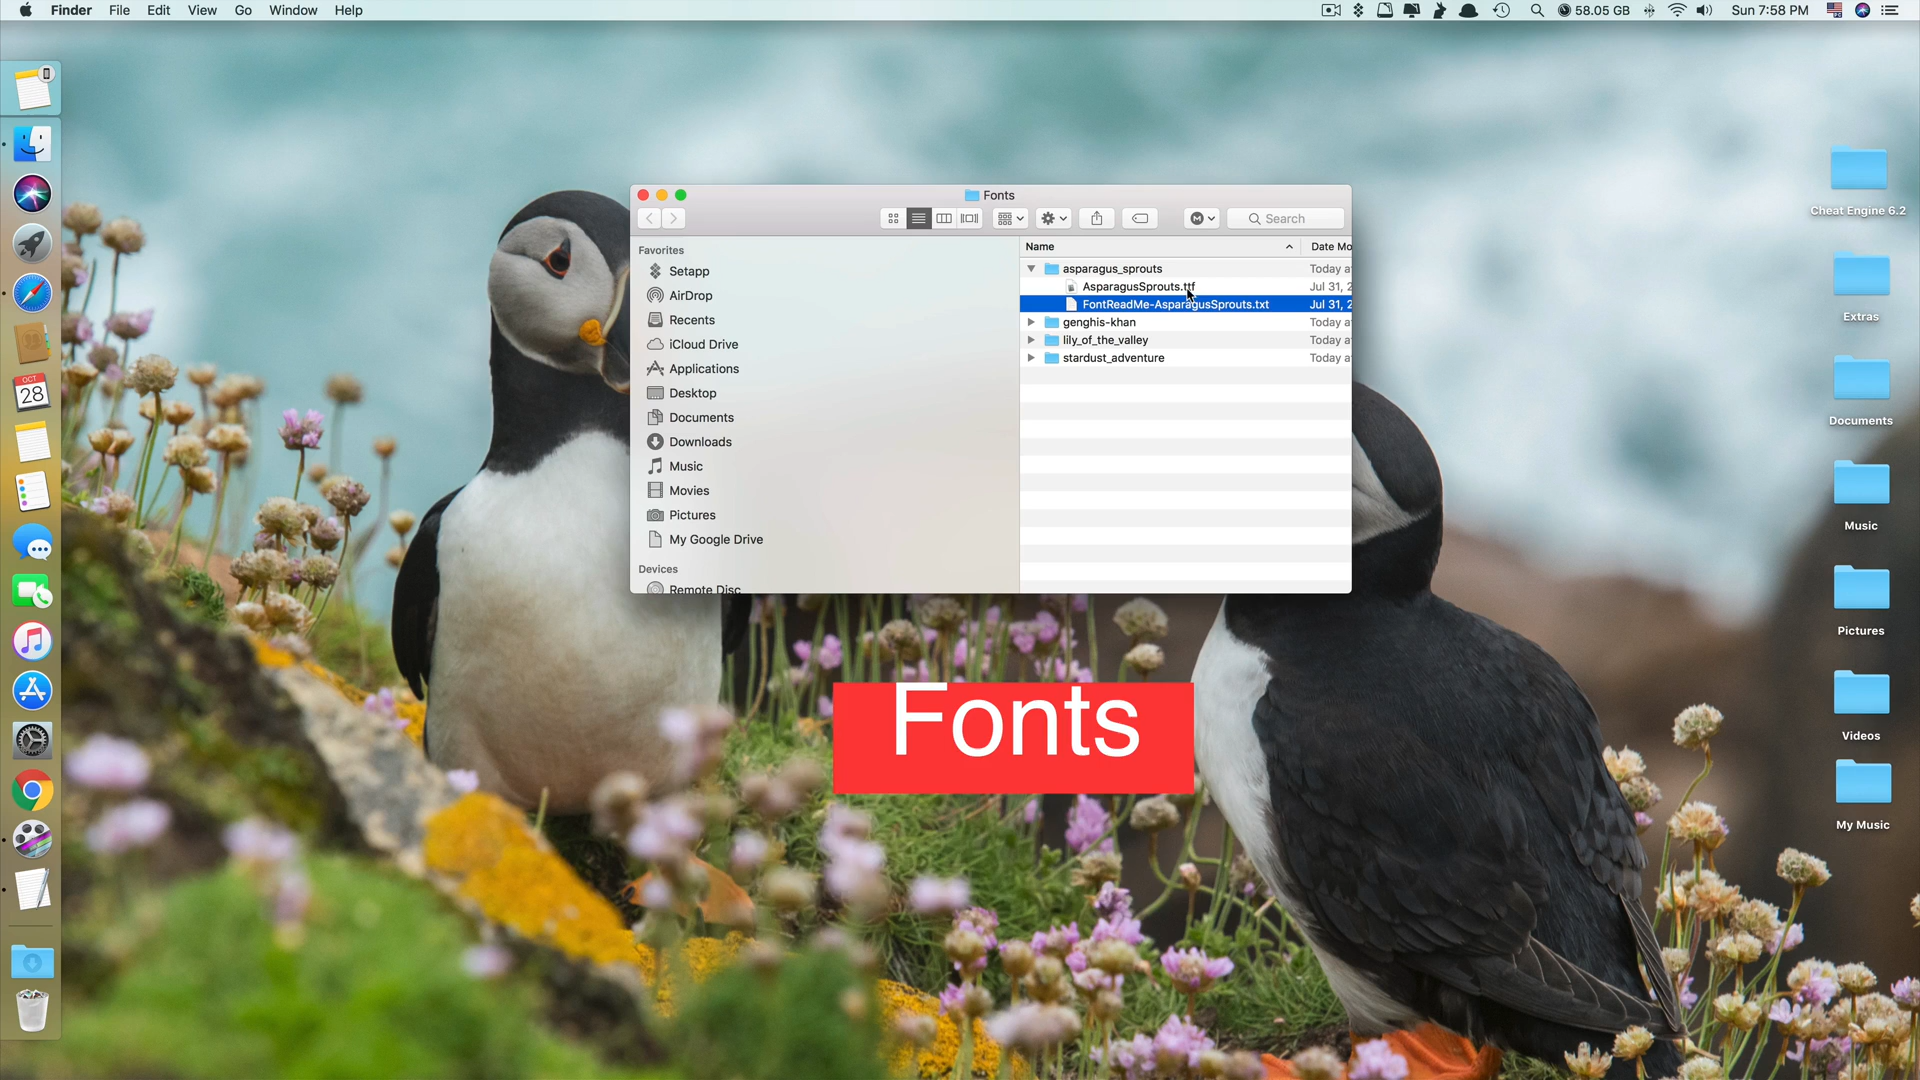 Finder File Edit View Go Window Help
58.05 GB Sun 7:58 PM
OCT
28
Fonts
Search
Favorites
Setapp
AirDrop
Recents
iCloud Drive
Applications
Desktop
Documents
Downloads
Music
Movies
Pictures
My Google Drive
Devices
Remote Disc
Name Date Mo
asparagus_sprouts Today a
AsparagusSprouts.ttf Jul 31, 2
FontReadMe-AsparagusSprouts.txt Jul 31, 2
genghis-khan Today a
lily_of_the_valley Today a
stardust_adventure Today a
Fonts
Cheat Engine 6.2
Extras
Documents
Music
Pictures
Videos
My Music